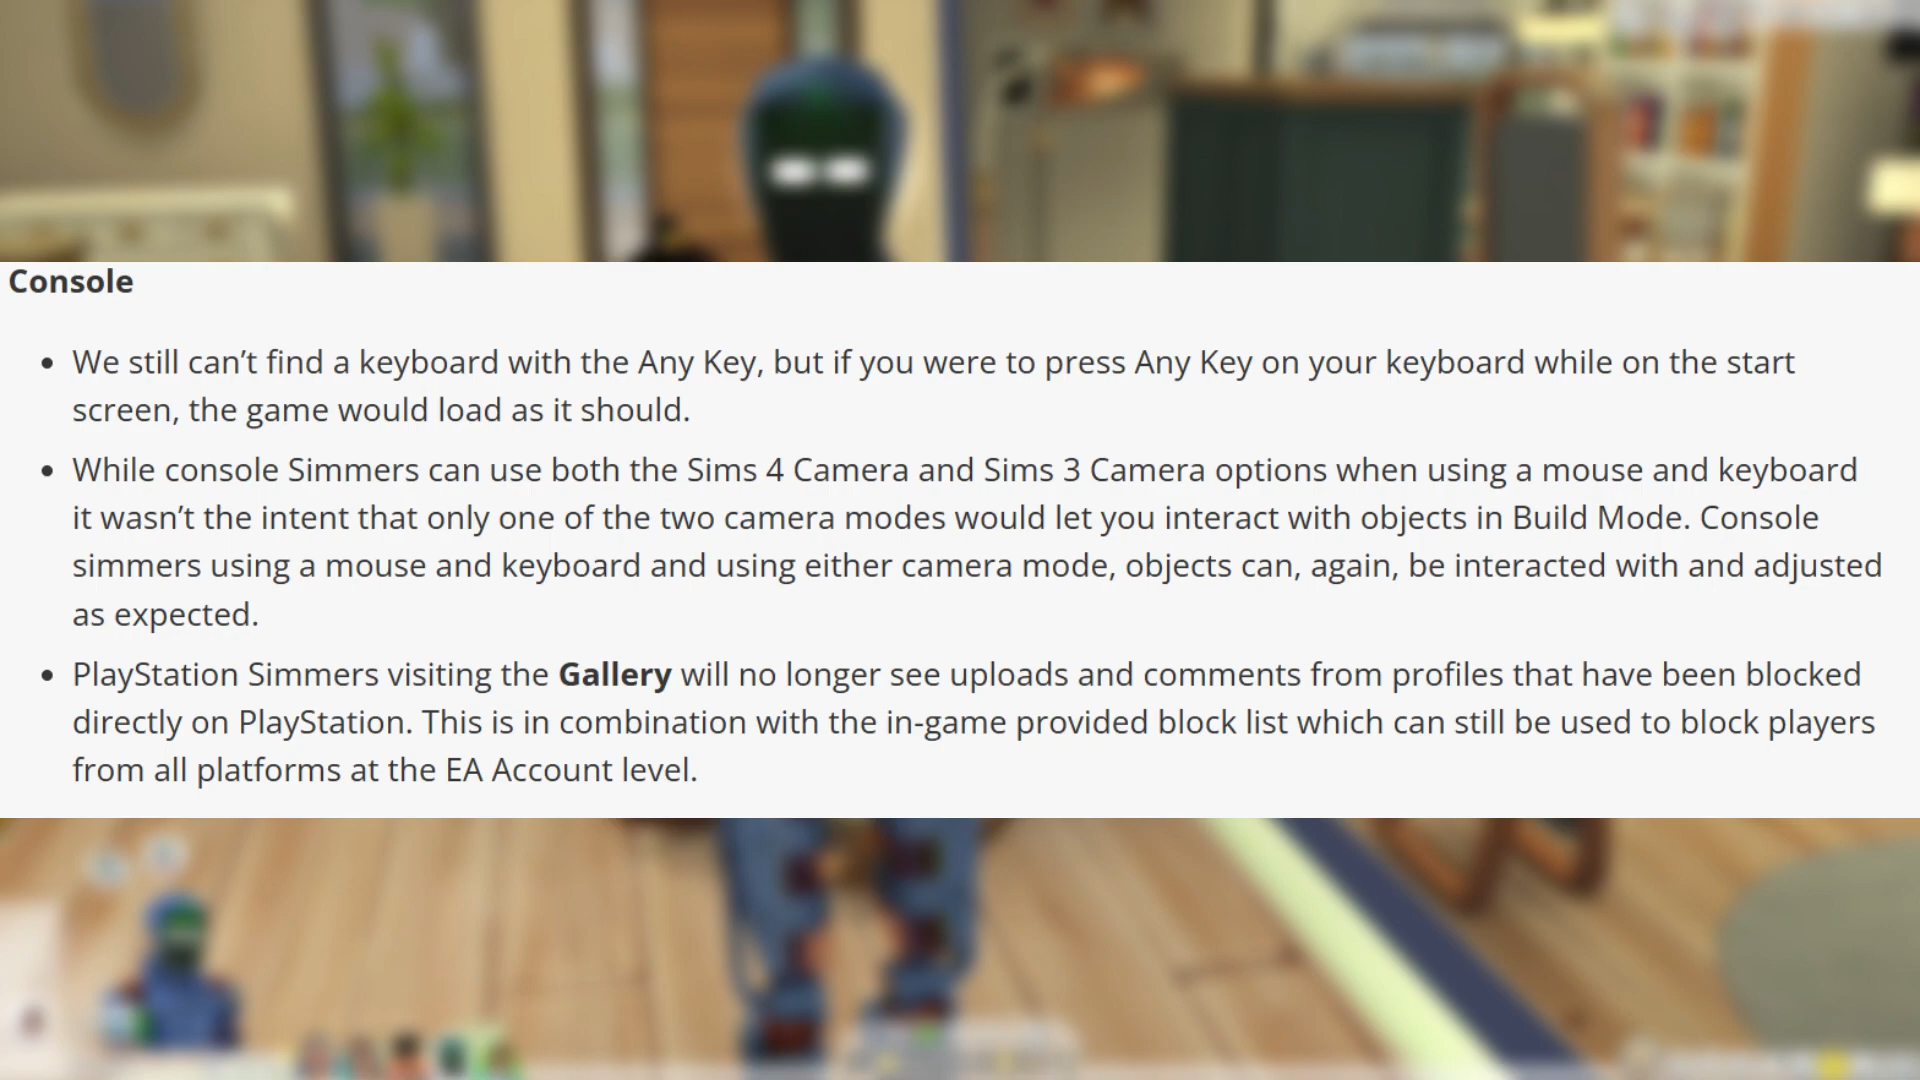 Console
We still can’t find a keyboard with the Any Key, but if you were to press Any Key on your keyboard while on the start
screen, the game would load as it should.
While console Simmers can use both the Sims 4 Camera and Sims 3 Camera options when using a mouse and keyboard
it wasn’t the intent that only one of the two camera modes would let you interact with objects in Build Mode. Console
simmers using a mouse and keyboard and using either camera mode, objects can, again, be interacted with and adjusted
as expected.
PlayStation Simmers visiting the Gallery will no longer see uploads and comments from profiles that have been blocked
directly on PlayStation. This is in combination with the in-game provided block list which can still be used to block players
from all platforms at the EA Account level.